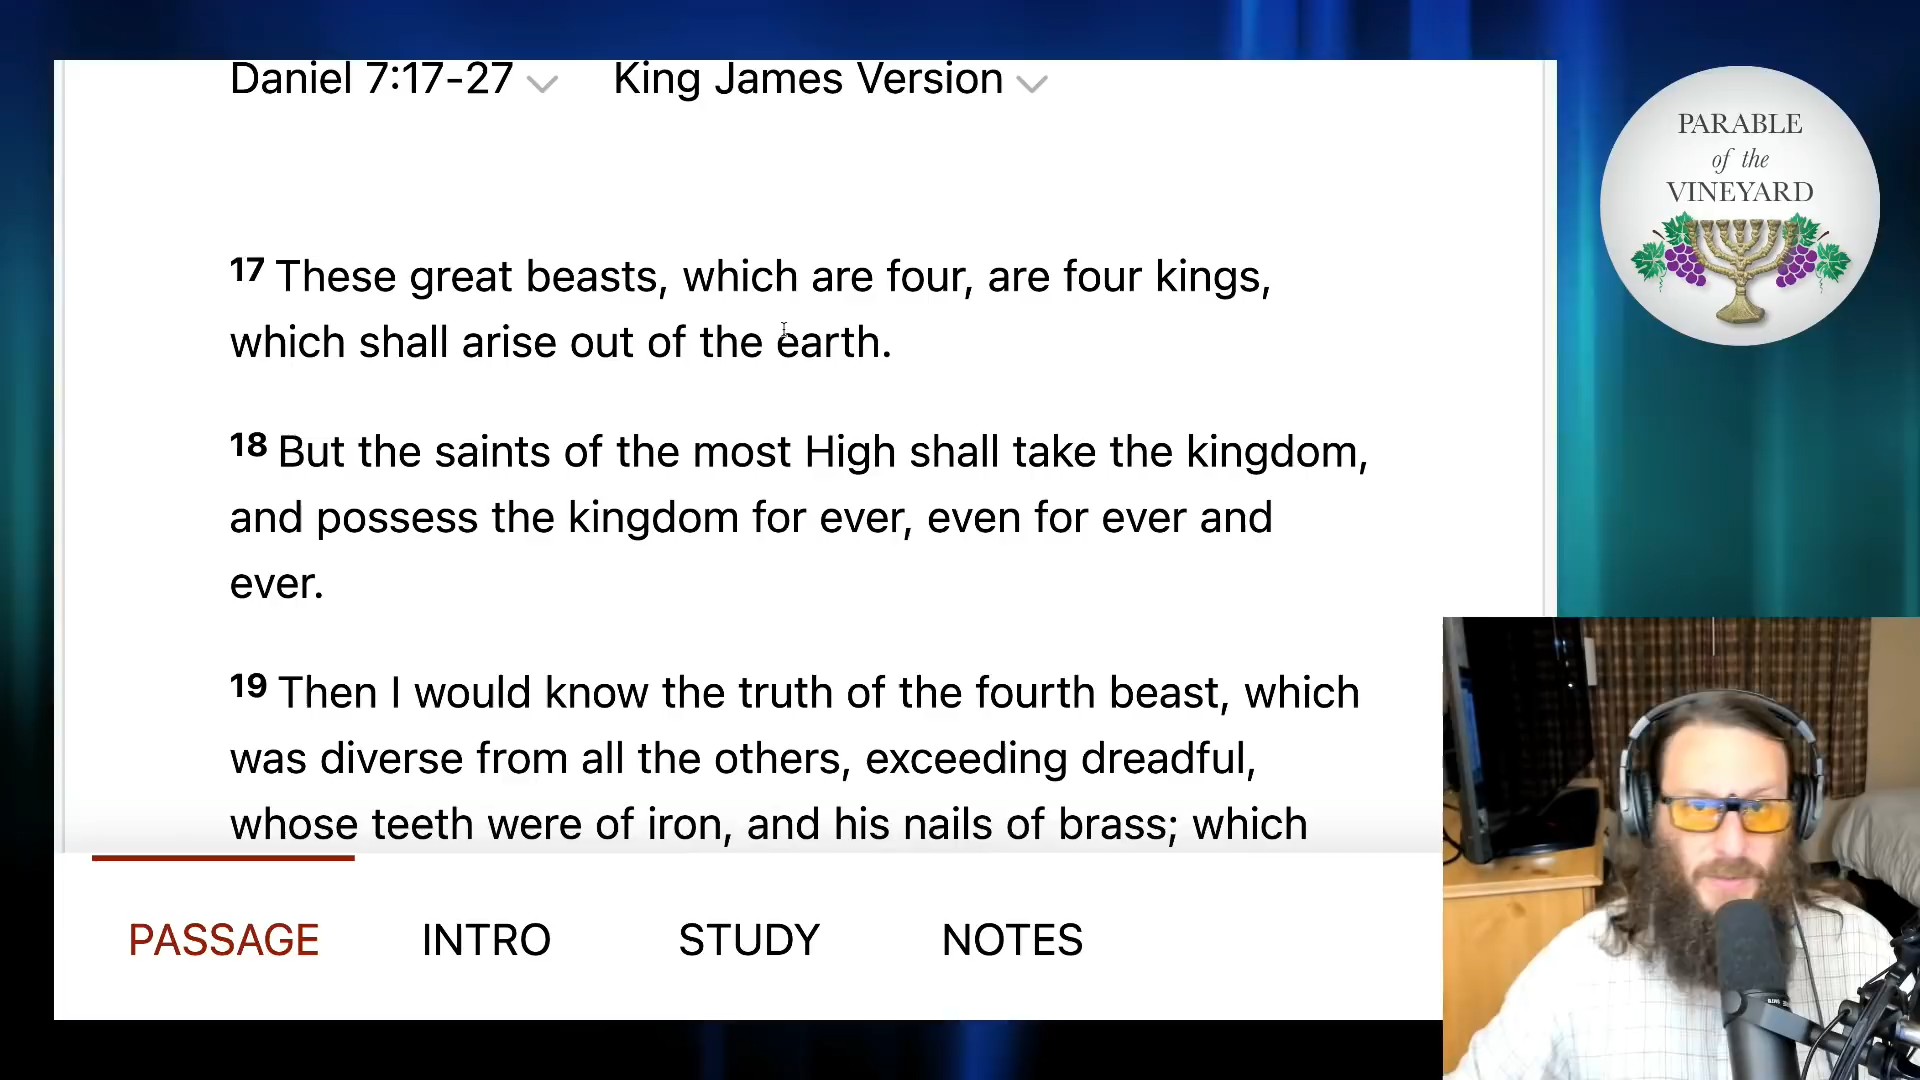 Daniel 7:17-27 King James Version
PARABLE
of the
VINEYARD
17 These great beasts, which are four, are four kings,
which shall arise out of the earth.
18 But the saints of the most High shall take the kingdom,
and possess the kingdom for ever, even for ever and
ever.
19 Then I would know the truth of the fourth beast, which
was diverse from all the others, exceeding dreadful,
whose teeth were of iron, and his nails of brass; which
PASSAGE INTRO STUDY NOTES